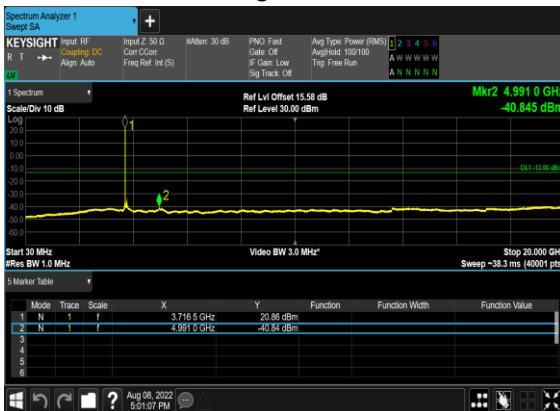 Spectrum Analyzer 1
Swept SA
KEYSIGHT Input: RF Input Z: 50 Ω #Atten: 30 dB PNO: Fast Avg Type: Power (RMS) 1 2 3 4 5 6
R T Coupling: DC Corr CCorr Gate: Off Avg|Hold: 100/100 A W W W W W
Align: Auto Freq Ref: Int (S) IF Gain: Low Trig: Free Run
LV Sig Track: Off A N N N N N
1 Spectrum Ref Lvl Offset 15.58 dB Mkr2 4.991 0 GHz
Scale/Div 10 dB Ref Level 30.00 dBm -40.845 dBm
Log
20.0 1
10.0
0.00
-10.0 DL1 -13.00 dBm
-20.0
-30.0 2
-40.0
-50.0
-60.0
Start 30 MHz Video BW 3.0 MHz* Stop 20.000 GHz
#Res BW 1.0 MHz Sweep ~38.3 ms (40001 pts)
5 Marker Table
Mode Trace Scale X Y Function Function Width Function Value
1 N 1 f 3.716 5 GHz 20.86 dBm
2 N 1 f 4.991 0 GHz -40.84 dBm
3
4
5
6
? Aug 08, 2022
5:01:07 PM